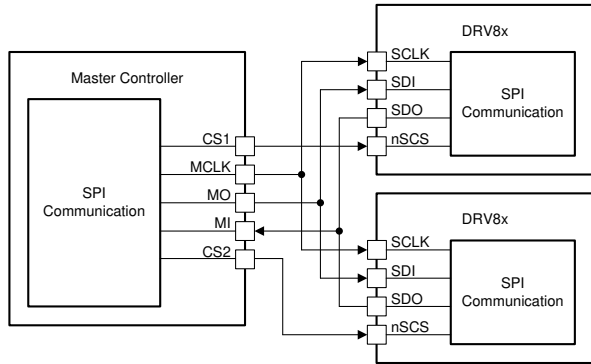 Master Controller
SPI
Communication
CS1
MCLK
MO
MI
CS2
DRV8x
SCLK
SDI
SDO
nSCS
SPI
Communication
DRV8x
SCLK
SDI
SDO
nSCS
SPI
Communication